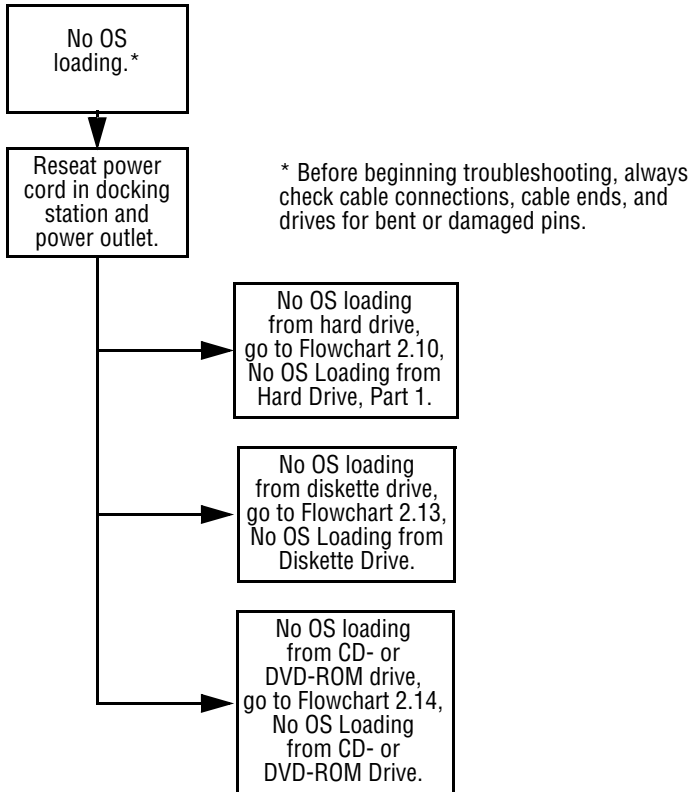 No OS
loading.*
Reseat power
cord in docking
station and
power outlet.
* Before beginning troubleshooting, always
check cable connections, cable ends, and
drives for bent or damaged pins.
No OS loading
from hard drive,
go to Flowchart 2.10,
No OS Loading from
Hard Drive, Part 1.
No OS loading
from diskette drive,
go to Flowchart 2.13,
No OS Loading from
Diskette Drive.
No OS loading
from CD- or
DVD-ROM drive,
go to Flowchart 2.14,
No OS Loading
from CD- or
DVD-ROM Drive.